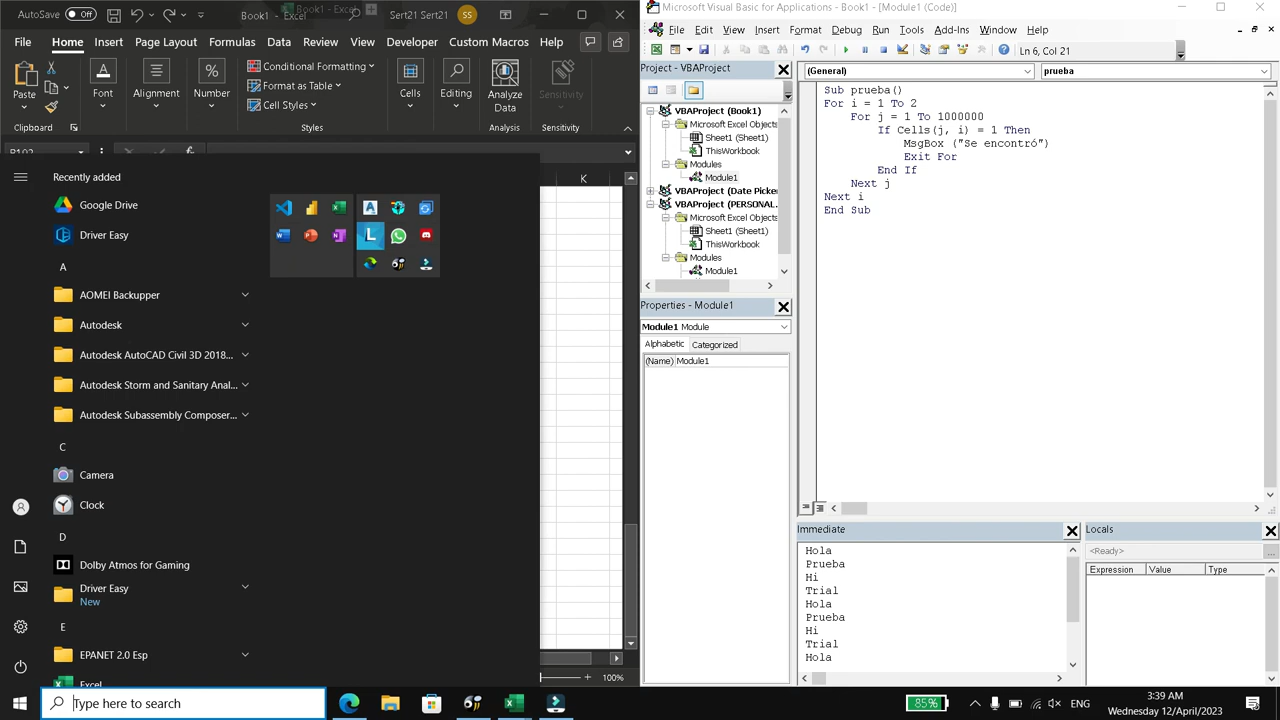 AutoSave Off Book1 - Excel Sert21 Sert21 SS
Book1 - Excel
File Home Insert Page Layout Formulas Data Review View Developer Custom Macros Help
Paste Font Alignment Number Conditional Formatting Format as Table Cell Styles Cells Editing Analyze Data Sensitivity
Clipboard Styles Analysis Sensitivity
K
Recently added
Google Drive
Driver Easy
A
AOMEI Backupper
Autodesk
Autodesk AutoCAD Civil 3D 2018...
Autodesk Storm and Sanitary Anal...
Autodesk Subassembly Composer...
C
Camera
Clock
D
Dolby Atmos for Gaming
Driver Easy
New
E
EPANET 2.0 Esp
Excel
100%
Microsoft Visual Basic for Applications - Book1 - [Module1 (Code)]
File Edit View Insert Format Debug Run Tools Add-Ins Window Help
Ln 6, Col 21
Project - VBAProject
VBAProject (Book1)
Microsoft Excel Objects
Sheet1 (Sheet1)
ThisWorkbook
Modules
Module1
VBAProject (Date Picker
VBAProject (PERSONAL.
Microsoft Excel Objects
Sheet1 (Sheet1)
ThisWorkbook
Modules
Module1
Properties - Module1
Module1 Module
Alphabetic Categorized
(Name) Module1
(General) prueba
Sub prueba()
For i = 1 To 2
For j = 1 To 1000000
If Cells(j, i) = 1 Then
MsgBox ("Se encontró")
Exit For
End If
Next j
Next i
End Sub
Immediate
Hola
Prueba
Hi
Trial
Hola
Prueba
Hi
Trial
Hola
Locals
<Ready>
Expression Value Type
Type here to search
85%
ENG
3:39 AM
Wednesday 12/April/2023